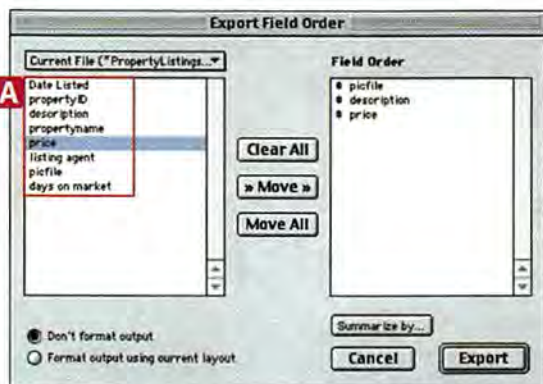 Export Field Order
Current File ("PropertyListings...
A
Date Listed
propertyID
description
propertyname
price
listing agent
picfile
days on market
Clear All
» Move »
Move All
Field Order
picfile
description
price
Don't format output
Format output using current layout
Summarize by...
Cancel
Export